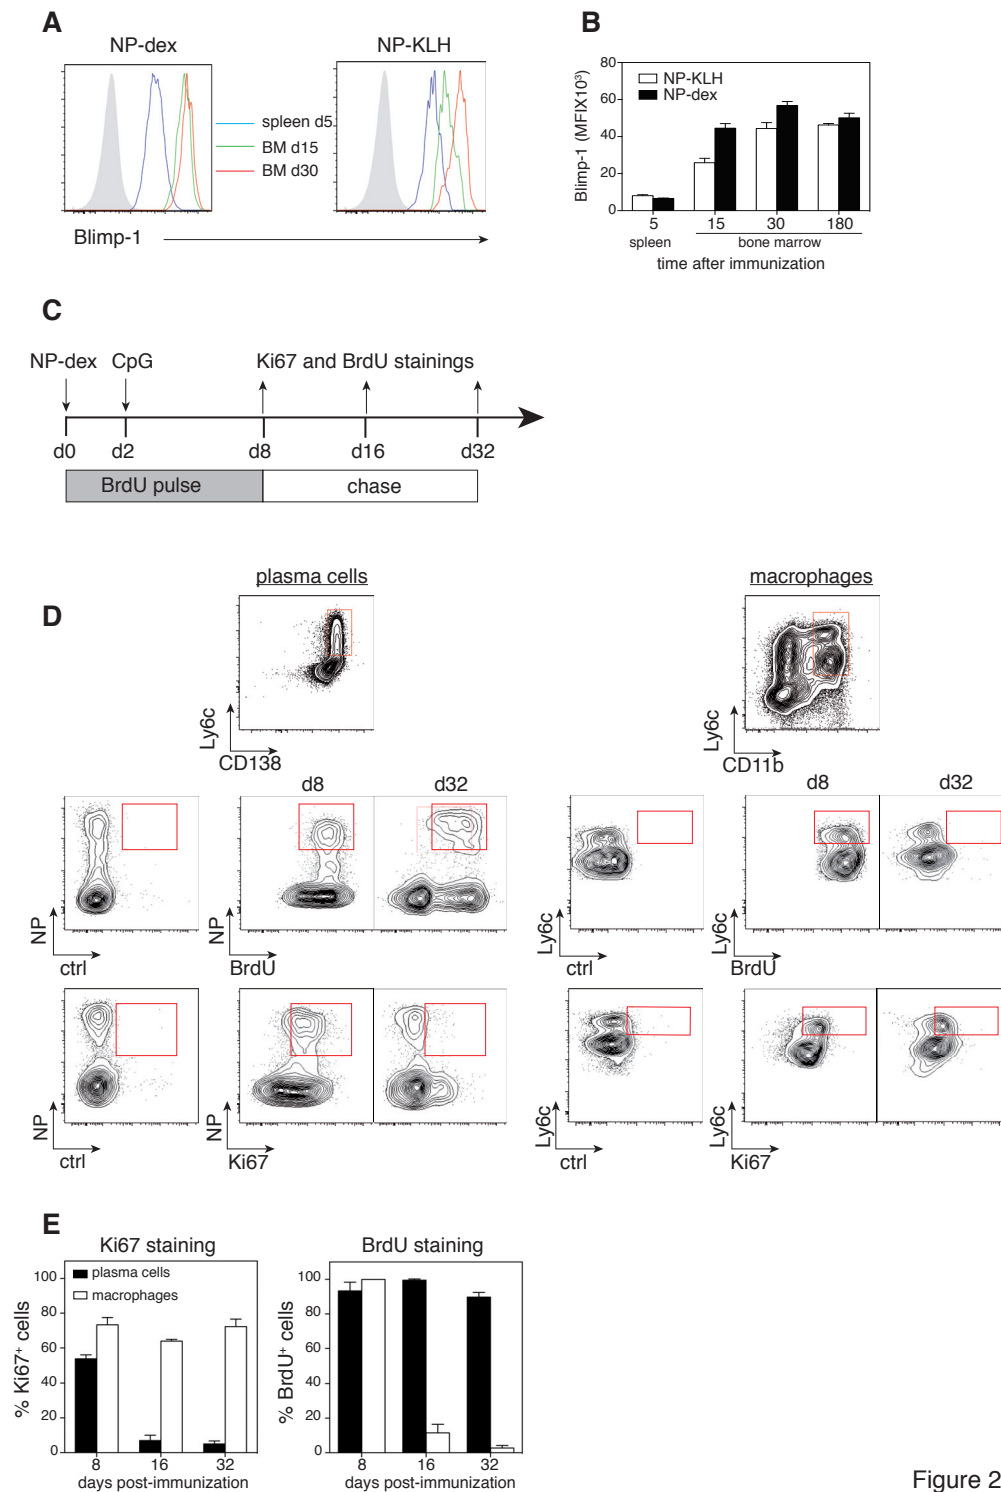 A
NP-dex
NP-KLH
spleen d5
BM d15
BM d30
Blimp-1
B
NP-KLH
NP-dex
Blimp-1 (MFIX10³)
80
60
40
20
0
5
15
30
180
spleen
bone marrow
time after immunization
C
NP-dex
CpG
Ki67 and BrdU stainings
d0
d2
d8
d16
d32
BrdU pulse
chase
D
plasma cells
macrophages
Ly6c
CD138
Ly6c
CD11b
d8
d32
d8
d32
NP
ctrl
NP
BrdU
Ly6c
ctrl
Ly6c
BrdU
NP
ctrl
NP
Ki67
Ly6c
ctrl
Ly6c
Ki67
E
Ki67 staining
plasma cells
macrophages
% Ki67⁺ cells
100
80
60
40
20
0
8
16
32
days post-immunization
BrdU staining
% BrdU⁺ cells
100
80
60
40
20
0
8
16
32
days post-immunization
Figure 2